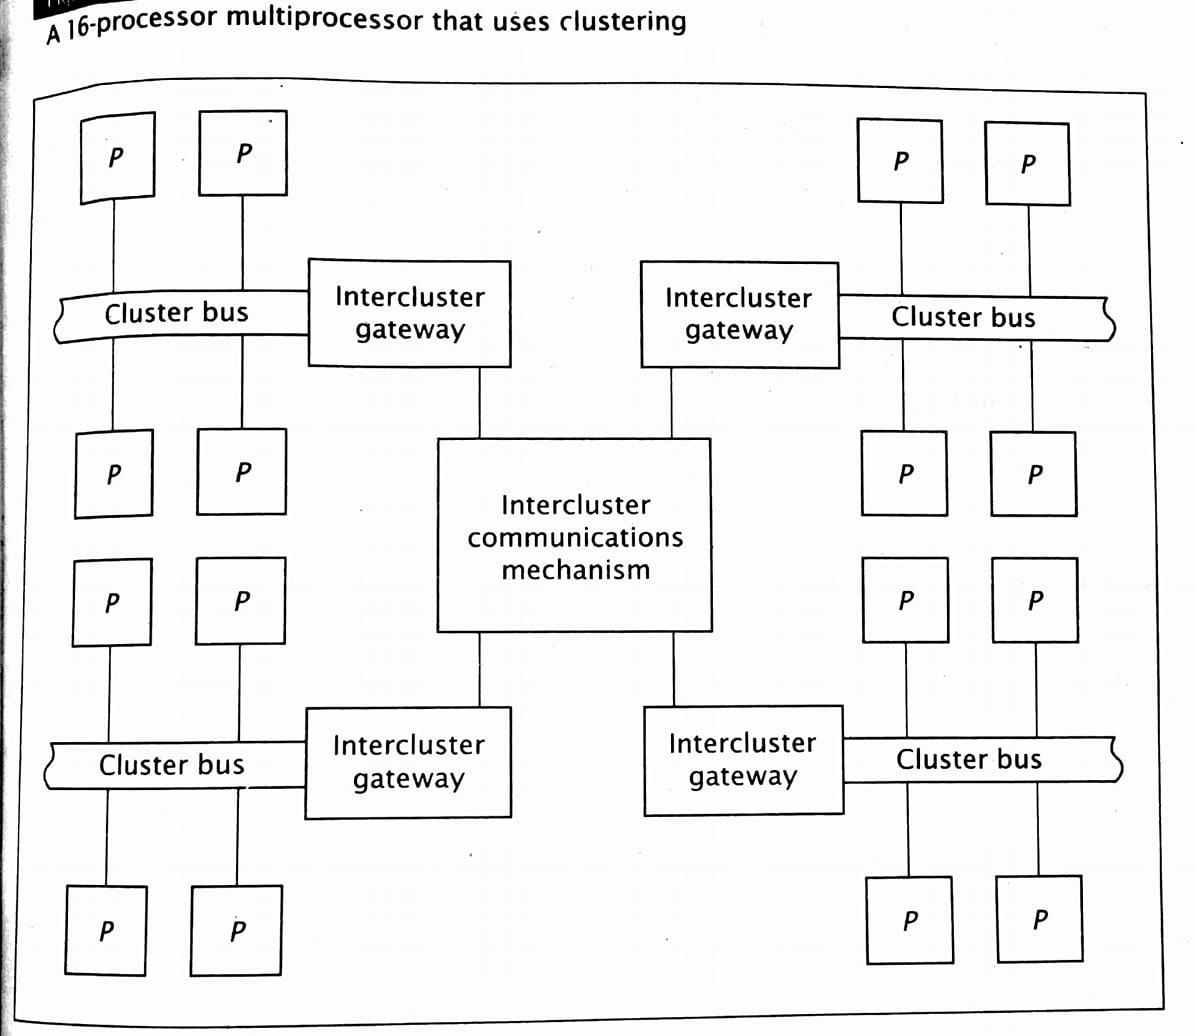 A 16-processor multiprocessor that uses clustering
P P P P
Intercluster
gateway
Intercluster
gateway
Cluster bus
Cluster bus
P P P P
Intercluster
communications
mechanism
P P P P
Intercluster
gateway
Intercluster
gateway
Cluster bus
Cluster bus
P P P P